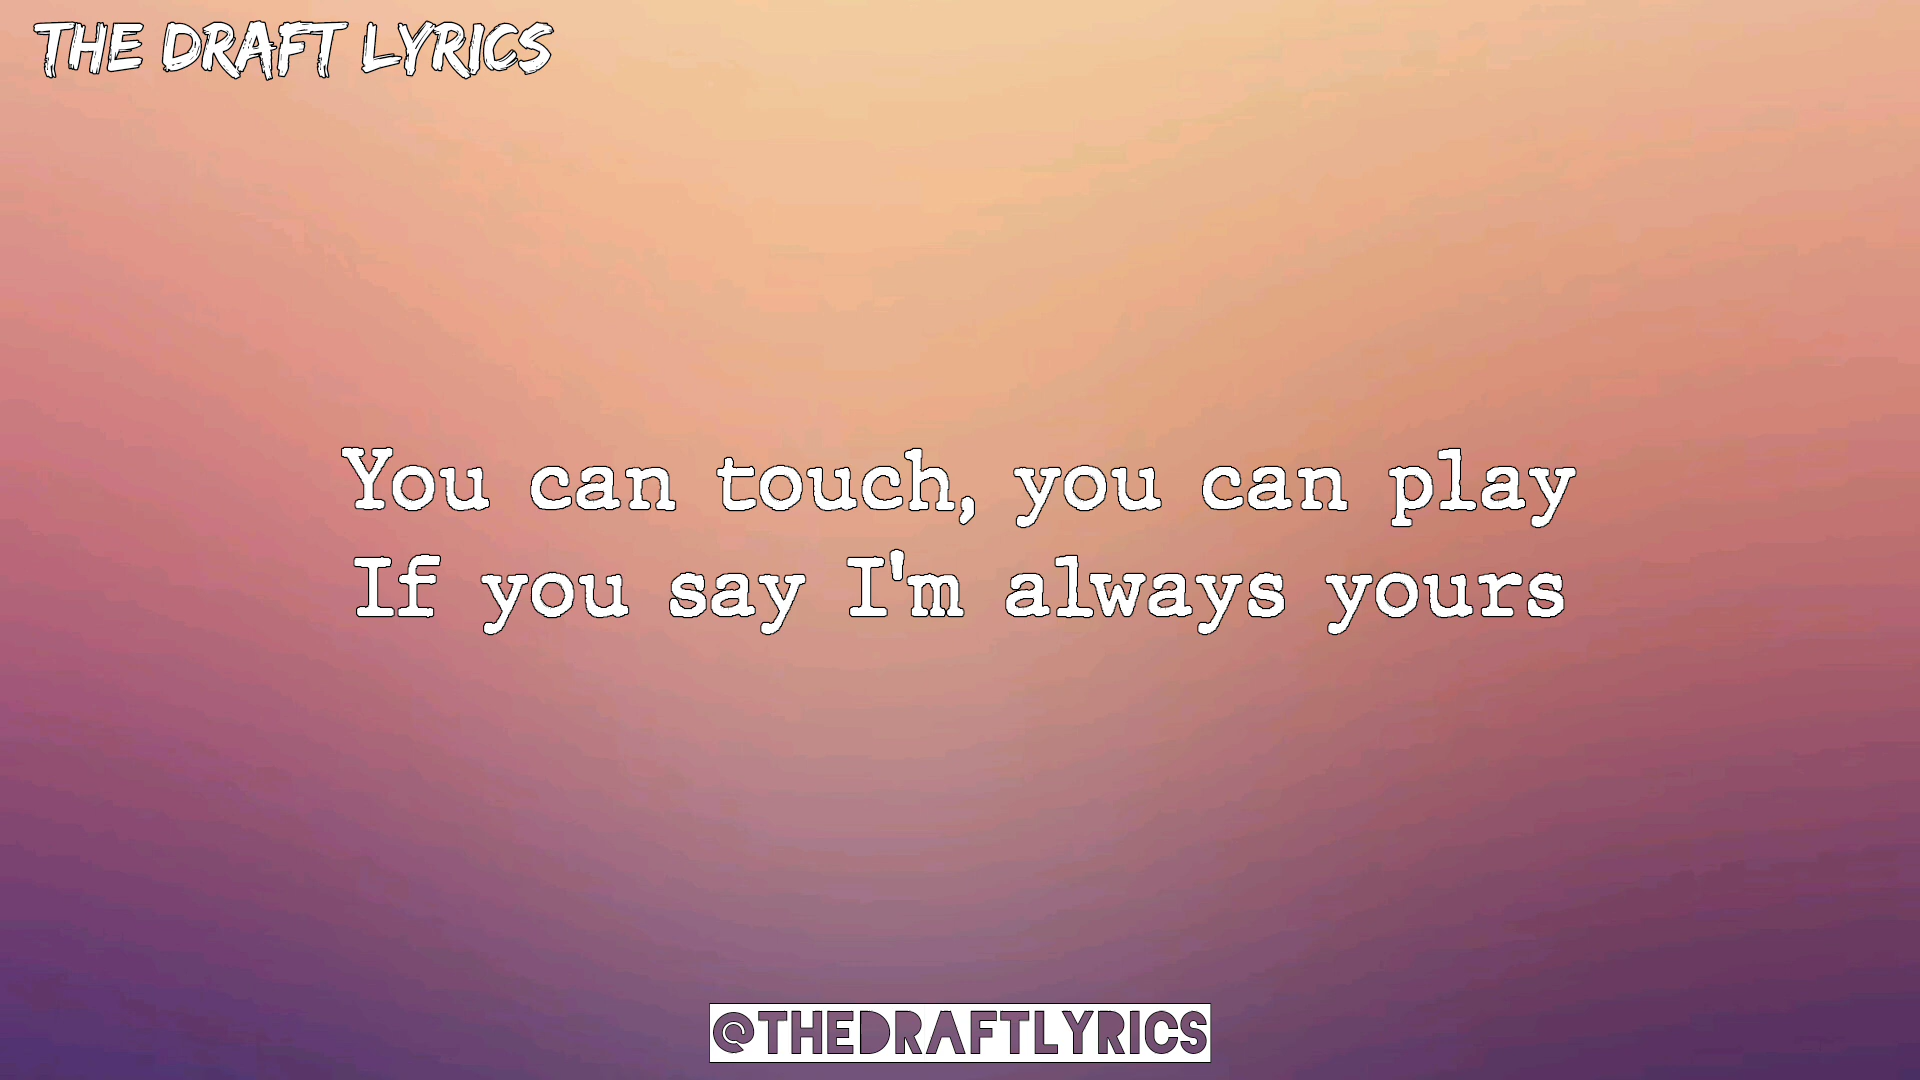 THE DRAFT LYRICS
You can touch, you can play
If you say I'm always yours
@THEDRAFTLYRICS